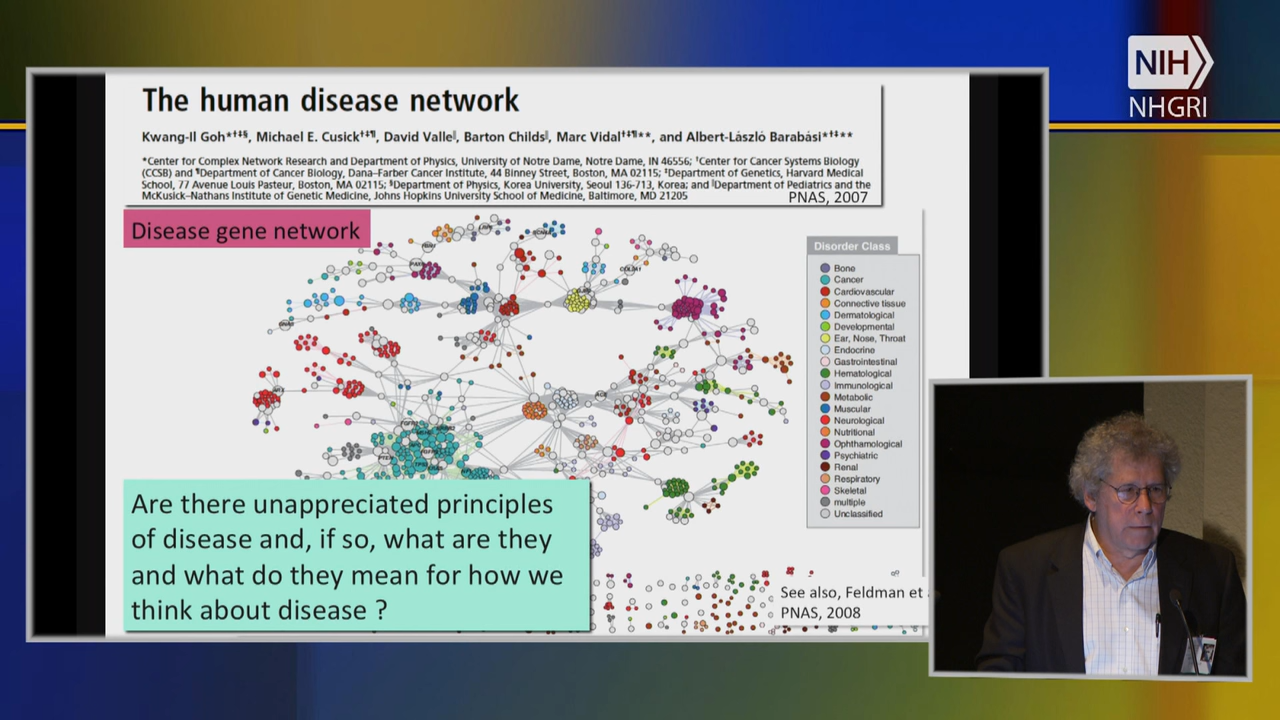 NIH
NHGRI
The human disease network
Kwang-Il Goh*†‡§, Michael E. Cusick†‡¶, David Valle‖, Barton Childs‖, Marc Vidal†‡¶**, and Albert-László Barabási*†‡**
*Center for Complex Network Research and Department of Physics, University of Notre Dame, Notre Dame, IN 46556; †Center for Cancer Systems Biology
(CCSB) and ¶Department of Cancer Biology, Dana–Farber Cancer Institute, 44 Binney Street, Boston, MA 02115; ‡Department of Genetics, Harvard Medical
School, 77 Avenue Louis Pasteur, Boston, MA 02115; §Department of Physics, Korea University, Seoul 136-713, Korea; and ‖Department of Pediatrics and the
McKusick–Nathans Institute of Genetic Medicine, Johns Hopkins University School of Medicine, Baltimore, MD 21205
PNAS, 2007
Disease gene network
Disorder Class
Bone
Cancer
Cardiovascular
Connective tissue
Dermatological
Developmental
Ear, Nose, Throat
Endocrine
Gastrointestinal
Hematological
Immunological
Metabolic
Muscular
Neurological
Nutritional
Ophthamological
Psychiatric
Renal
Respiratory
Skeletal
multiple
Unclassified
Are there unappreciated principles
of disease and, if so, what are they
and what do they mean for how we
think about disease ?
See also, Feldman et
PNAS, 2008